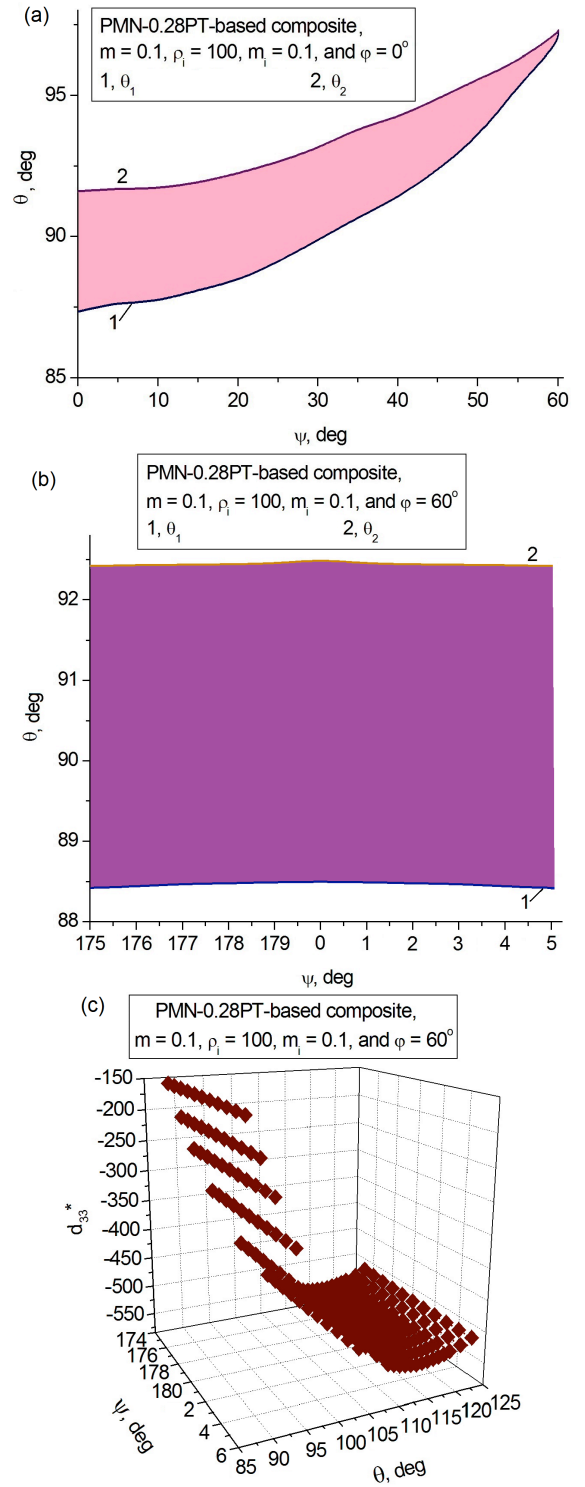 (a)
PMN-0.28PT-based composite,
m = 0.1, ρi = 100, mi = 0.1, and φ = 0°
1, θ1 2, θ2
95
90
85
θ, deg
2
1
0 10 20 30 40 50 60
ψ, deg
(b)
PMN-0.28PT-based composite,
m = 0.1, ρi = 100, mi = 0.1, and φ = 60°
1, θ1 2, θ2
92
91
90
89
88
θ, deg
2
1
175 176 177 178 179 0 1 2 3 4 5
ψ, deg
(c)
PMN-0.28PT-based composite,
m = 0.1, ρi = 100, mi = 0.1, and φ = 60°
-150
-200
-250
-300
-350
-400
-450
-500
-550
d33*
174
176
178
180
2
4
6
ψ, deg
85 90 95 100 105 110 115 120 125
θ, deg